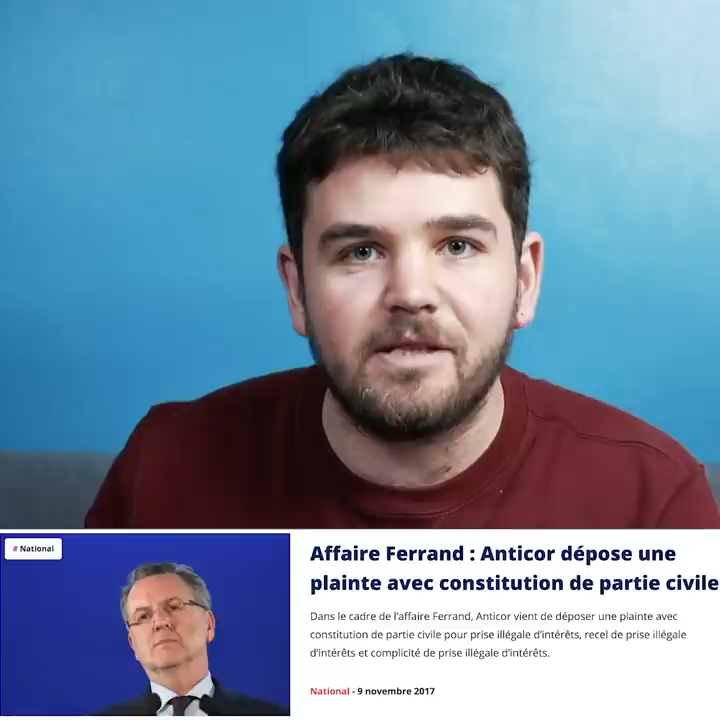 # National
Affaire Ferrand : Anticor dépose une
plainte avec constitution de partie civile
Dans le cadre de l'affaire Ferrand, Anticor vient de déposer une plainte avec
constitution de partie civile pour prise illégale d'intérêts, recel de prise illégale
d'intérêts et complicité de prise illégale d'intérêts.
National - 9 novembre 2017